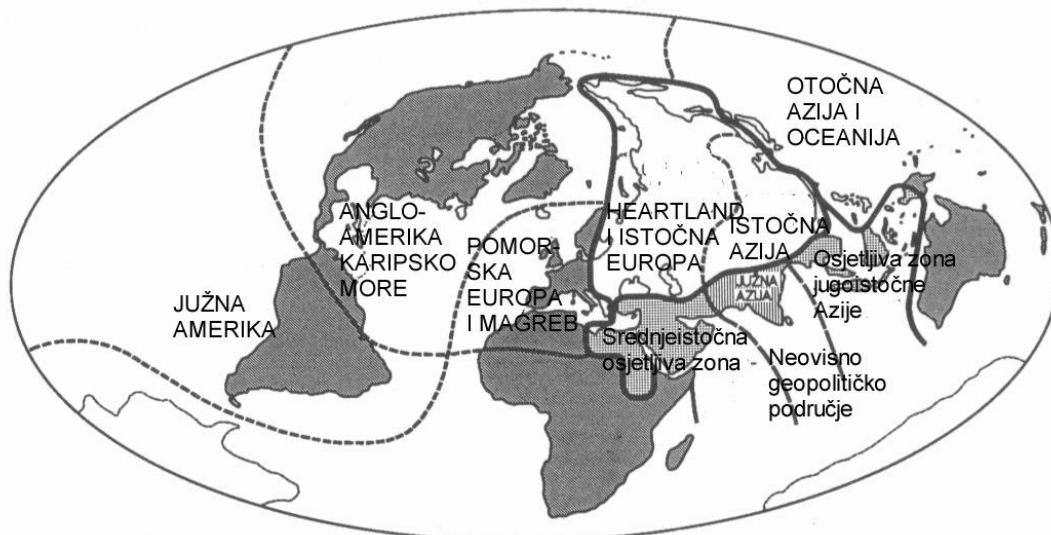 OTOČNA
AZIJA I
OCEANIJA
ANGLO-
AMERIKA
KARIPSKO
MORE
POMOR-
SKA
EUROPA
I MAGREB
HEARTLAND
I ISTOČNA
EUROPA
ISTOČNA
AZIJA
JUŽNA
AZIJA
Osjetljiva zona
jugoistočne
Azije
JUŽNA
AMERIKA
Srednjeistočna
osjetljiva zona
Neovisno
geopolitičko
područje